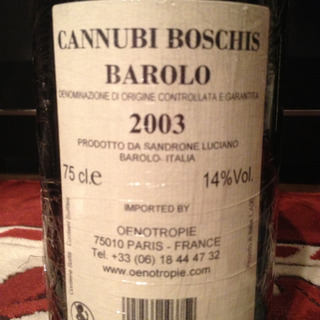 CANNUBI BOSCHIS
BAROLO
DENOMINAZIONE DI ORIGINE CONTROLLATA E GARANTITA
2003
PRODOTTO DA SANDRONE LUCIANO
BAROLO- ITALIA
75 cl.e 14%Vol.
IMPORTED BY
OENOTROPIE
75010 PARIS - FRANCE
Tel. +33 (06) 18 44 47 32
www.oenotropie.com